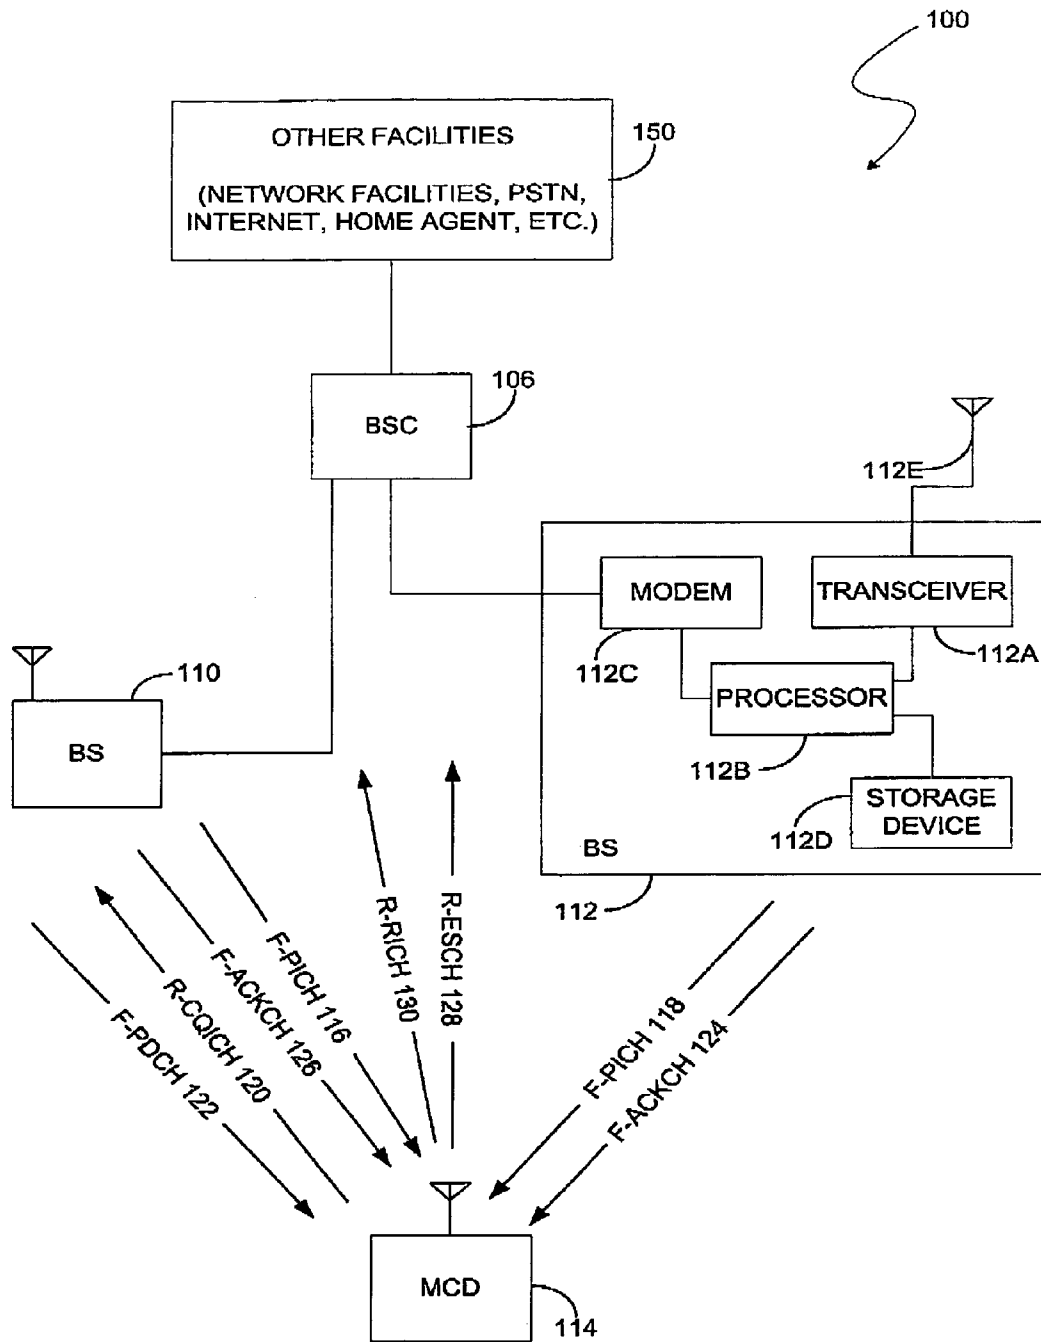 100
OTHER FACILITIES
150
(NETWORK FACILITIES, PSTN,
INTERNET, HOME AGENT, ETC.)
106
BSC
112E
MODEM
TRANSCEIVER
112C
112A
110
PROCESSOR
BS
112B
STORAGE
DEVICE
112D
BS
112
R-RICH 130
R-ESCH 128
F-PICH 116
F-ACKCH 126
R-CQICH 120
F-PDCH 122
F-PICH 118
F-ACKCH 124
MCD
114